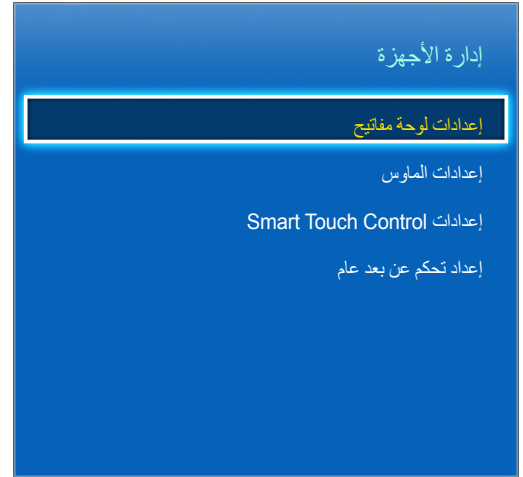 إدارة الأجهزة
إعدادات لوحة مفاتيح
إعدادات الماوس
إعدادات Smart Touch Control
إعداد تحكم عن بعد عام